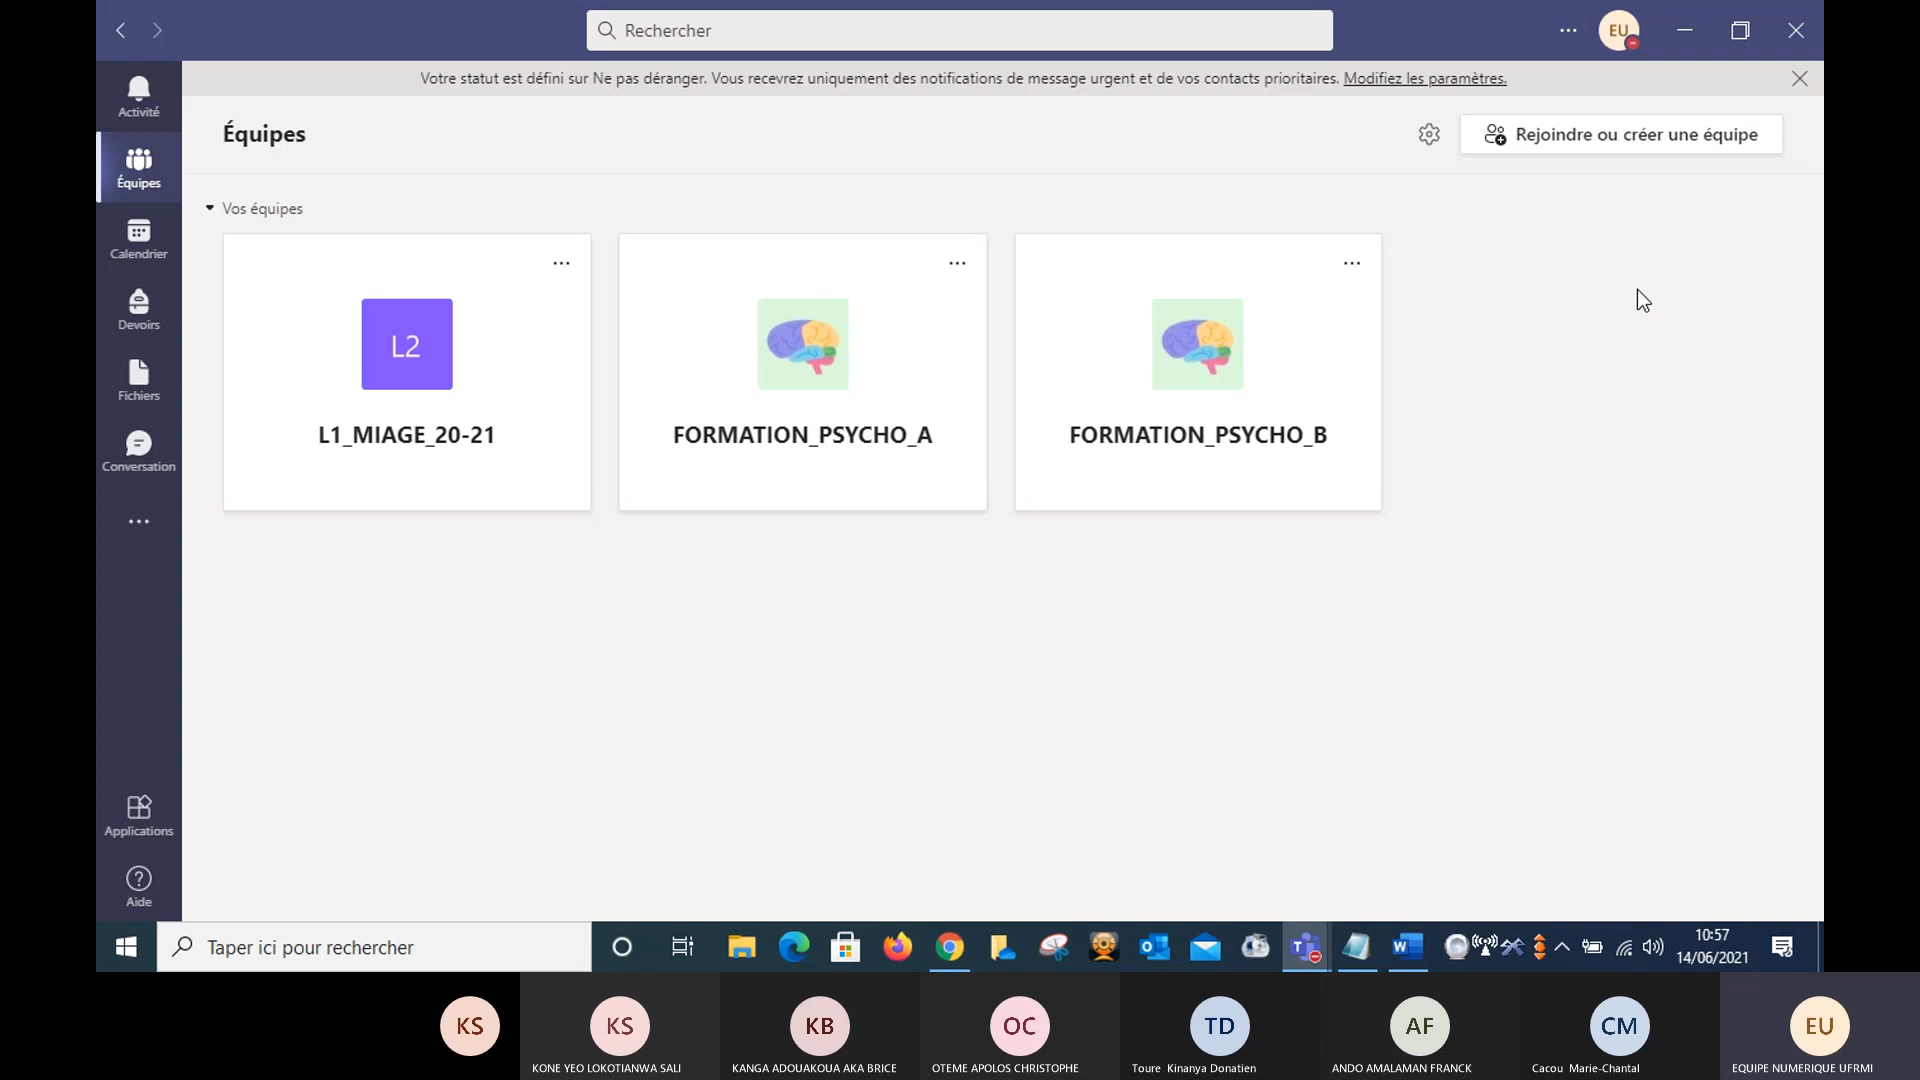 Rechercher
EU
Votre statut est défini sur Ne pas déranger. Vous recevrez uniquement des notifications de message urgent et de vos contacts prioritaires. Modifiez les paramètres.
Activité
Équipes
Calendrier
Devoirs
Fichiers
Conversation
Applications
Aide
Équipes
Rejoindre ou créer une équipe
Vos équipes
L2
L1_MIAGE_20-21
FORMATION_PSYCHO_A
FORMATION_PSYCHO_B
Taper ici pour rechercher
10:57
14/06/2021
KS
KS
KONE YEO LOKOTIANWA SALI
KB
KANGA ADOUAKOUA AKA BRICE
OC
OTEME APOLOS CHRISTOPHE
TD
Toure Kinanya Donatien
AF
ANDO AMALAMAN FRANCK
CM
Cacou Marie-Chantal
EU
EQUIPE NUMERIQUE UFRMI